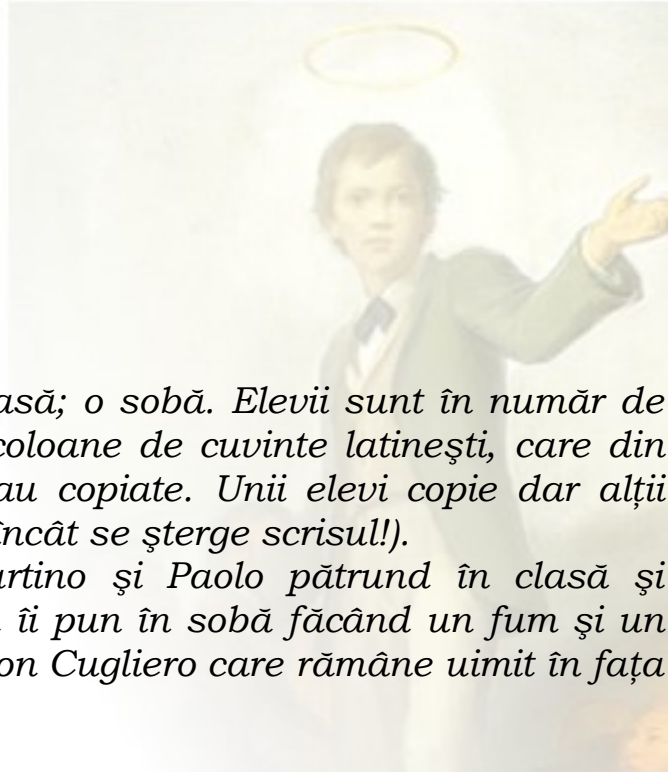 asă; o sobă. Elevii sunt în număr de
coloane de cuvinte latineşti, care din
au copiate. Unii elevi copie dar alţii
încât se şterge scrisul!).
rtino şi Paolo pătrund în clasă şi
îi pun în sobă făcând un fum şi un
on Cugliero care rămâne uimit în faţa